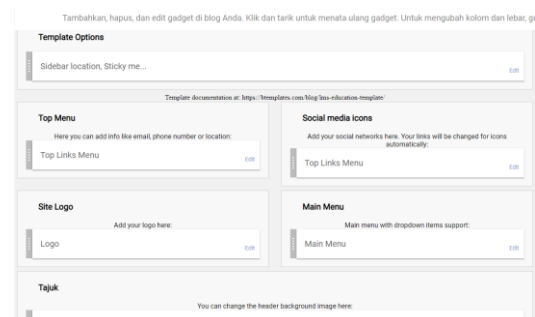 Tambahkan, hapus, dan edit gadget di blog Anda. Klik dan tarik untuk menata ulang gadget. Untuk mengubah kolom dan lebar, gu
Template Options
Sidebar location, Sticky me...
Edit
Template documentation at: https://btemplates.com/blog/lms-education-template/
Top Menu
Here you can add info like email, phone number or location:
Top Links Menu
Edit
Social media icons
Add your social networks here. Your links will be changed for icons
automatically:
Top Links Menu
Edit
Site Logo
Add your logo here:
Logo
Edit
Main Menu
Main menu with dropdown items support:
Main Menu
Edit
Tajuk
You can change the header background image here: